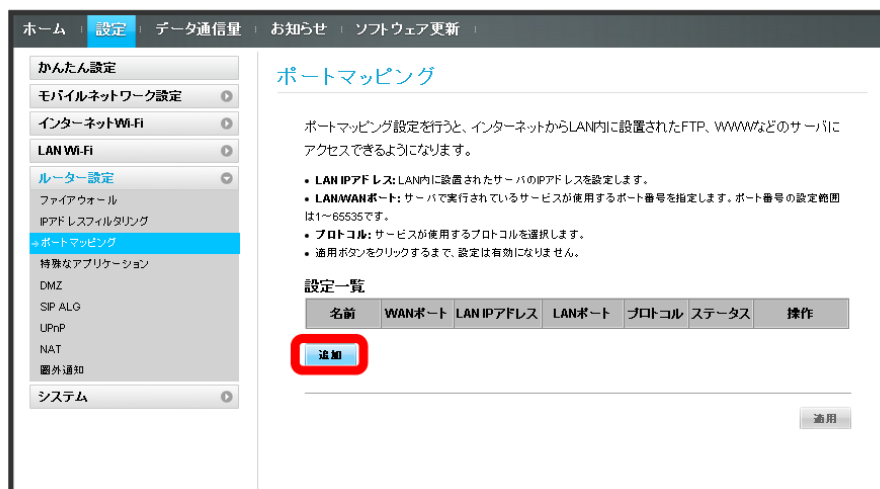 ホーム 設定 データ通信量 お知らせ ソフトウェア更新
かんたん設定
モバイルネットワーク設定
インターネットWi-Fi
LAN Wi-Fi
ルーター設定
ファイアウォール
IPアドレスフィルタリング
ポートマッピング
特殊なアプリケーション
DMZ
SIP ALG
UPnP
NAT
圏外通知
システム
ポートマッピング
ポートマッピング設定を行うと、インターネットからLAN内に設置されたFTP、WWWなどのサーバに
アクセスできるようになります。
• LAN IPアドレス: LAN内に設置されたサーバのIPアドレスを設定します。
• LAN/WANポート: サーバで実行されているサービスが使用するポート番号を指定します。ポート番号の設定範囲
は1～65535です。
• プロトコル: サービスが使用するプロトコルを選択します。
• 適用ボタンをクリックするまで、設定は有効になりません。
設定一覧
名前 WANポート LAN IPアドレス LANポート プロトコル ステータス 操作
追加
適用